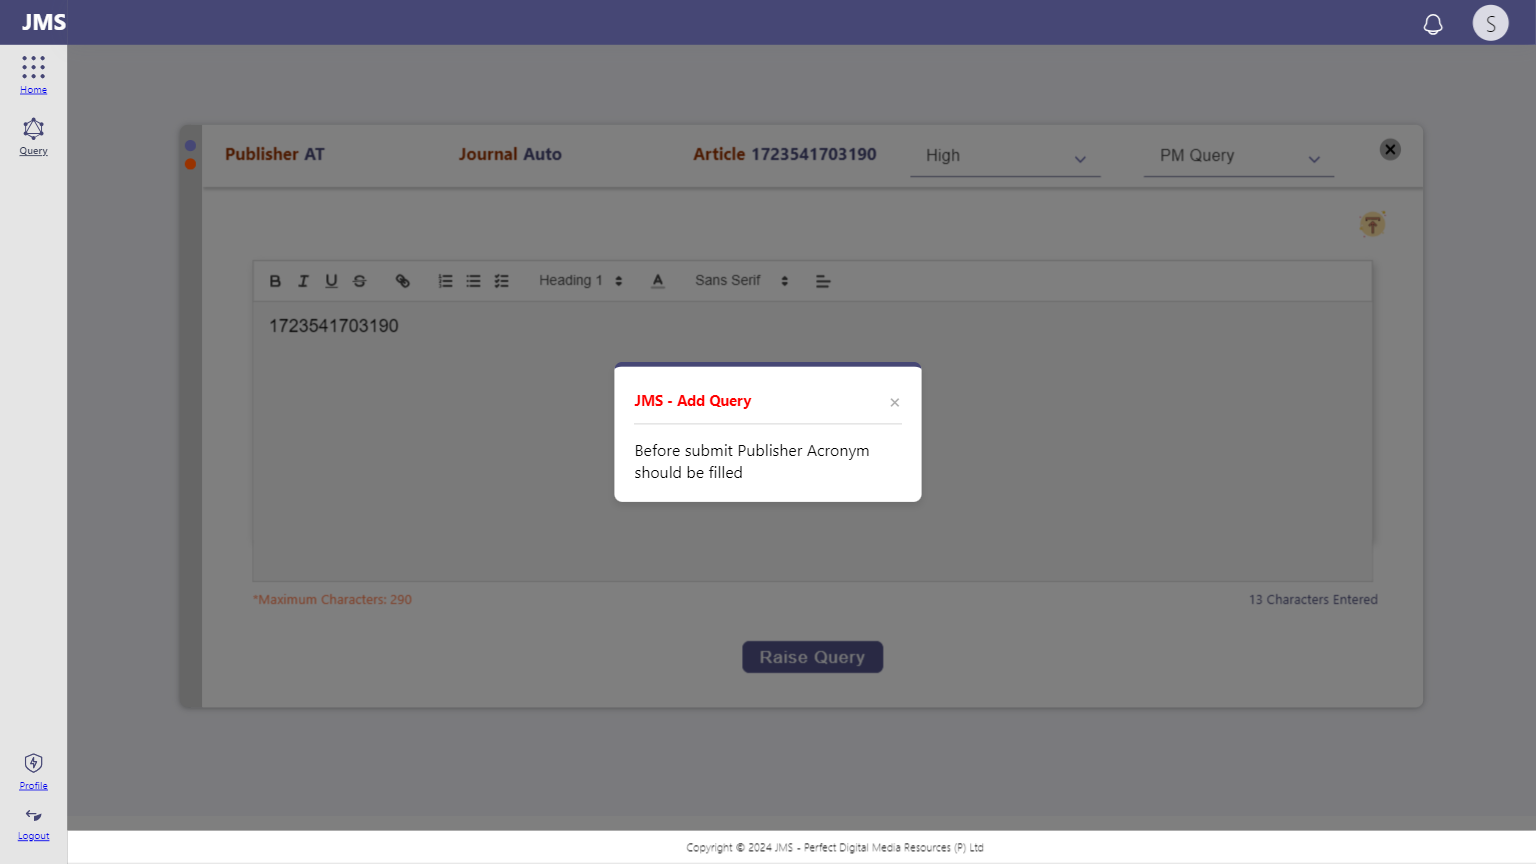 JMS
S
Home
Query
Publisher AT
Journal Auto
Article 1723541703190
High
PM Query
B I U S
Heading 1
A
Sans Serif
1723541703190
JMS - Add Query
×
Before submit Publisher Acronym
should be filled
*Maximum Characters: 290
13 Characters Entered
Raise Query
Profile
Logout
Copyright © 2024 JMS - Perfect Digital Media Resources (P) Ltd